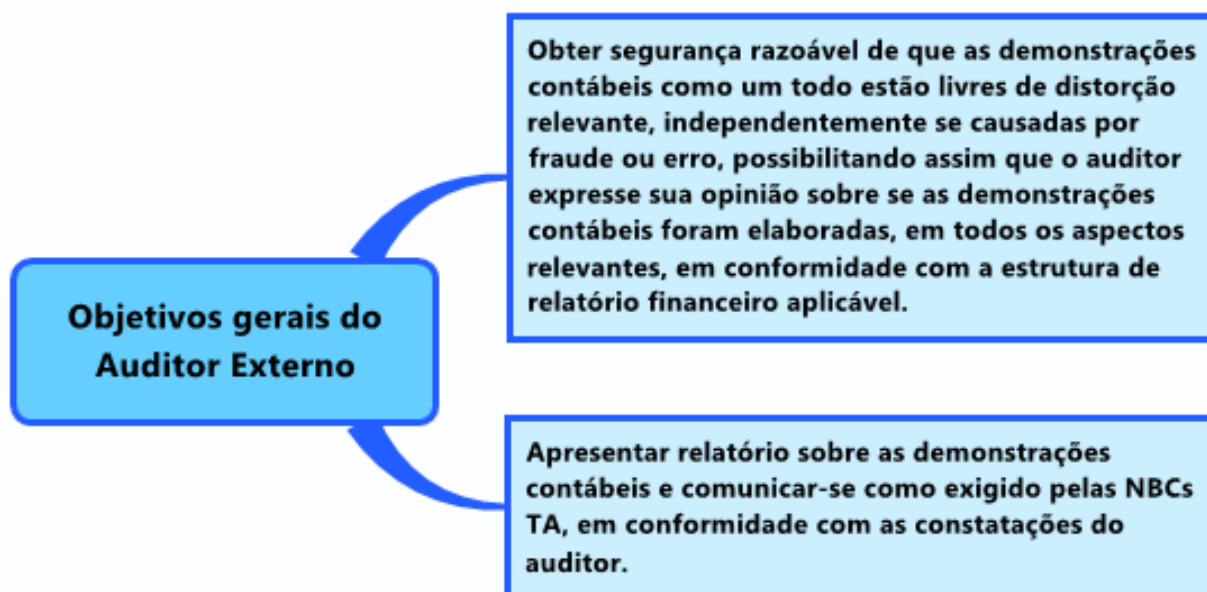 Obter segurança razoável de que as demonstrações
contábeis como um todo estão livres de distorção
relevante, independentemente se causadas por
fraude ou erro, possibilitando assim que o auditor
expresse sua opinião sobre se as demonstrações
contábeis foram elaboradas, em todos os aspectos
relevantes, em conformidade com a estrutura de
relatório financeiro aplicável.
Objetivos gerais do
Auditor Externo
Apresentar relatório sobre as demonstrações
contábeis e comunicar-se como exigido pelas NBCs
TA, em conformidade com as constatações do
auditor.